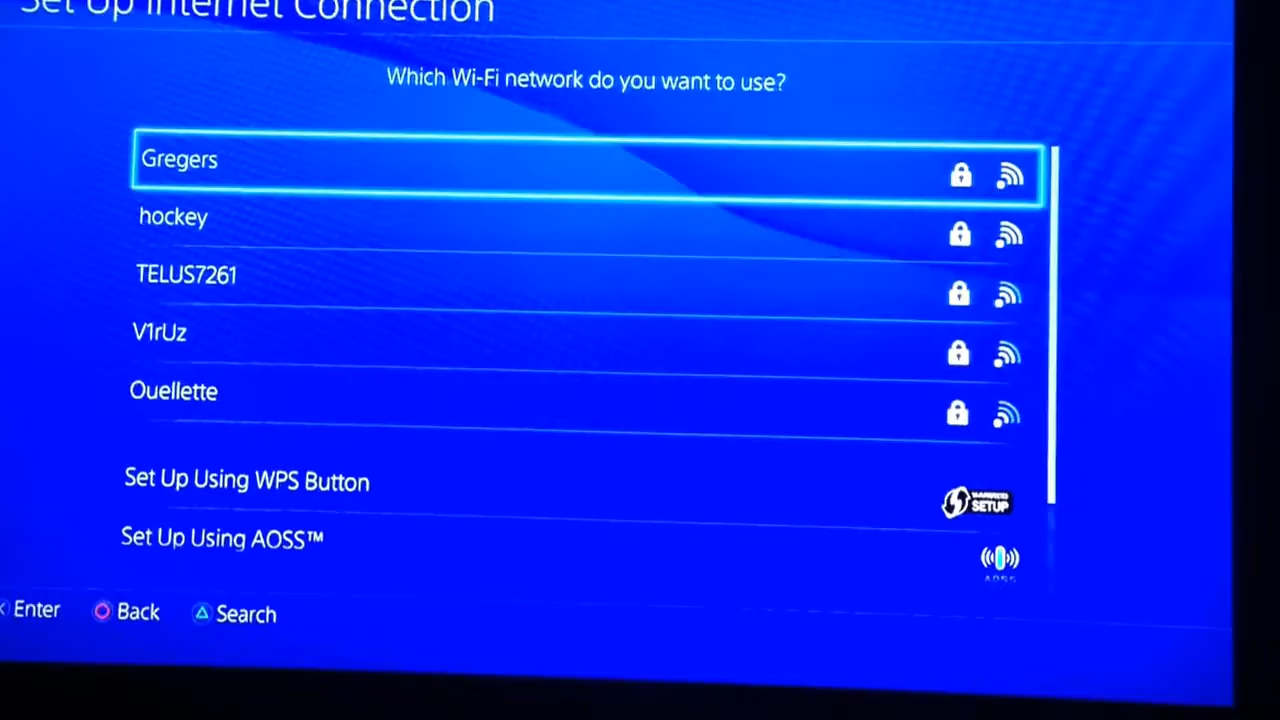 Set Up Internet Connection
Which Wi-Fi network do you want to use?
Gregers
hockey
TELUS7261
V1rUz
Ouellette
Set Up Using WPS Button
SETUP
Set Up Using AOSS™
AOSS
Enter Back Search